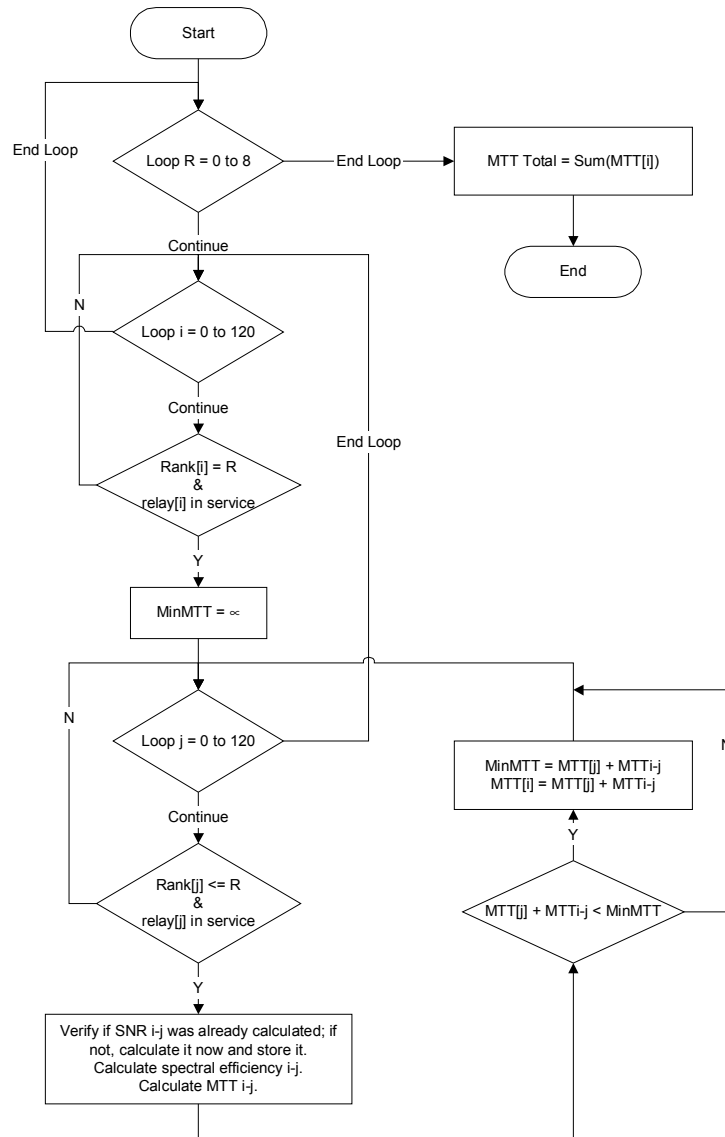 Start
End Loop
Loop R = 0 to 8
End Loop
MTT Total = Sum(MTT[i])
Continue
End
N
Loop i = 0 to 120
Continue
End Loop
Rank[i] = R
&
relay[i] in service
Y
MinMTT = ∝
N
Loop j = 0 to 120
N
MinMTT = MTT[j] + MTTi-j
MTT[i] = MTT[j] + MTTi-j
Continue
Y
Rank[j] <= R
&
relay[j] in service
MTT[j] + MTTi-j < MinMTT
Y
Verify if SNR i-j was already calculated; if
not, calculate it now and store it.
Calculate spectral efficiency i-j.
Calculate MTT i-j.